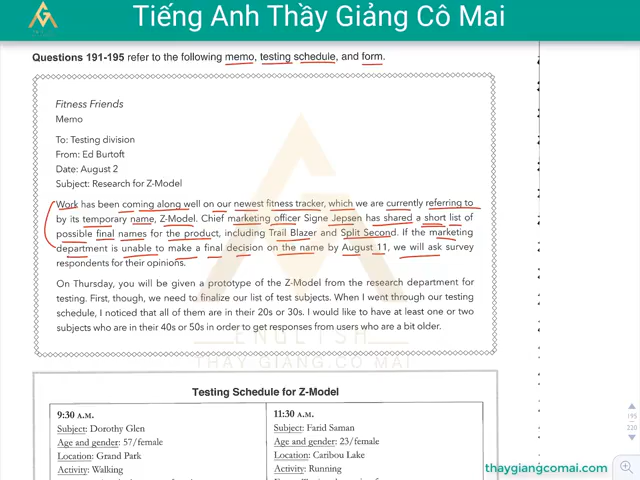 Tiếng Anh Thầy Giảng Cô Mai
Questions 191-195 refer to the following memo, testing schedule, and form.
Fitness Friends
Memo
To: Testing division
From: Ed Burtoft
Date: August 2
Subject: Research for Z-Model
Work has been coming along well on our newest fitness tracker, which we are currently referring to
by its temporary name, Z-Model. Chief marketing officer Signe Jepsen has shared a short list of
possible final names for the product, including Trail Blazer and Split Second. If the marketing
department is unable to make a final decision on the name by August 11, we will ask survey
respondents for their opinions.
On Thursday, you will be given a prototype of the Z-Model from the research department for
testing. First, though, we need to finalize our list of test subjects. When I went through our testing
schedule, I noticed that all of them are in their 20s or 30s. I would like to have at least one or two
subjects who are in their 40s or 50s in order to get responses from users who are a bit older.
ENGLISH
THAY GIANG.CO MAI
Testing Schedule for Z-Model
9:30 A.M.
Subject: Dorothy Glen
Age and gender: 57/female
Location: Grand Park
Activity: Walking
11:30 A.M.
Subject: Farid Saman
Age and gender: 23/female
Location: Caribou Lake
Activity: Running
195
220
thaygiangcomai.com